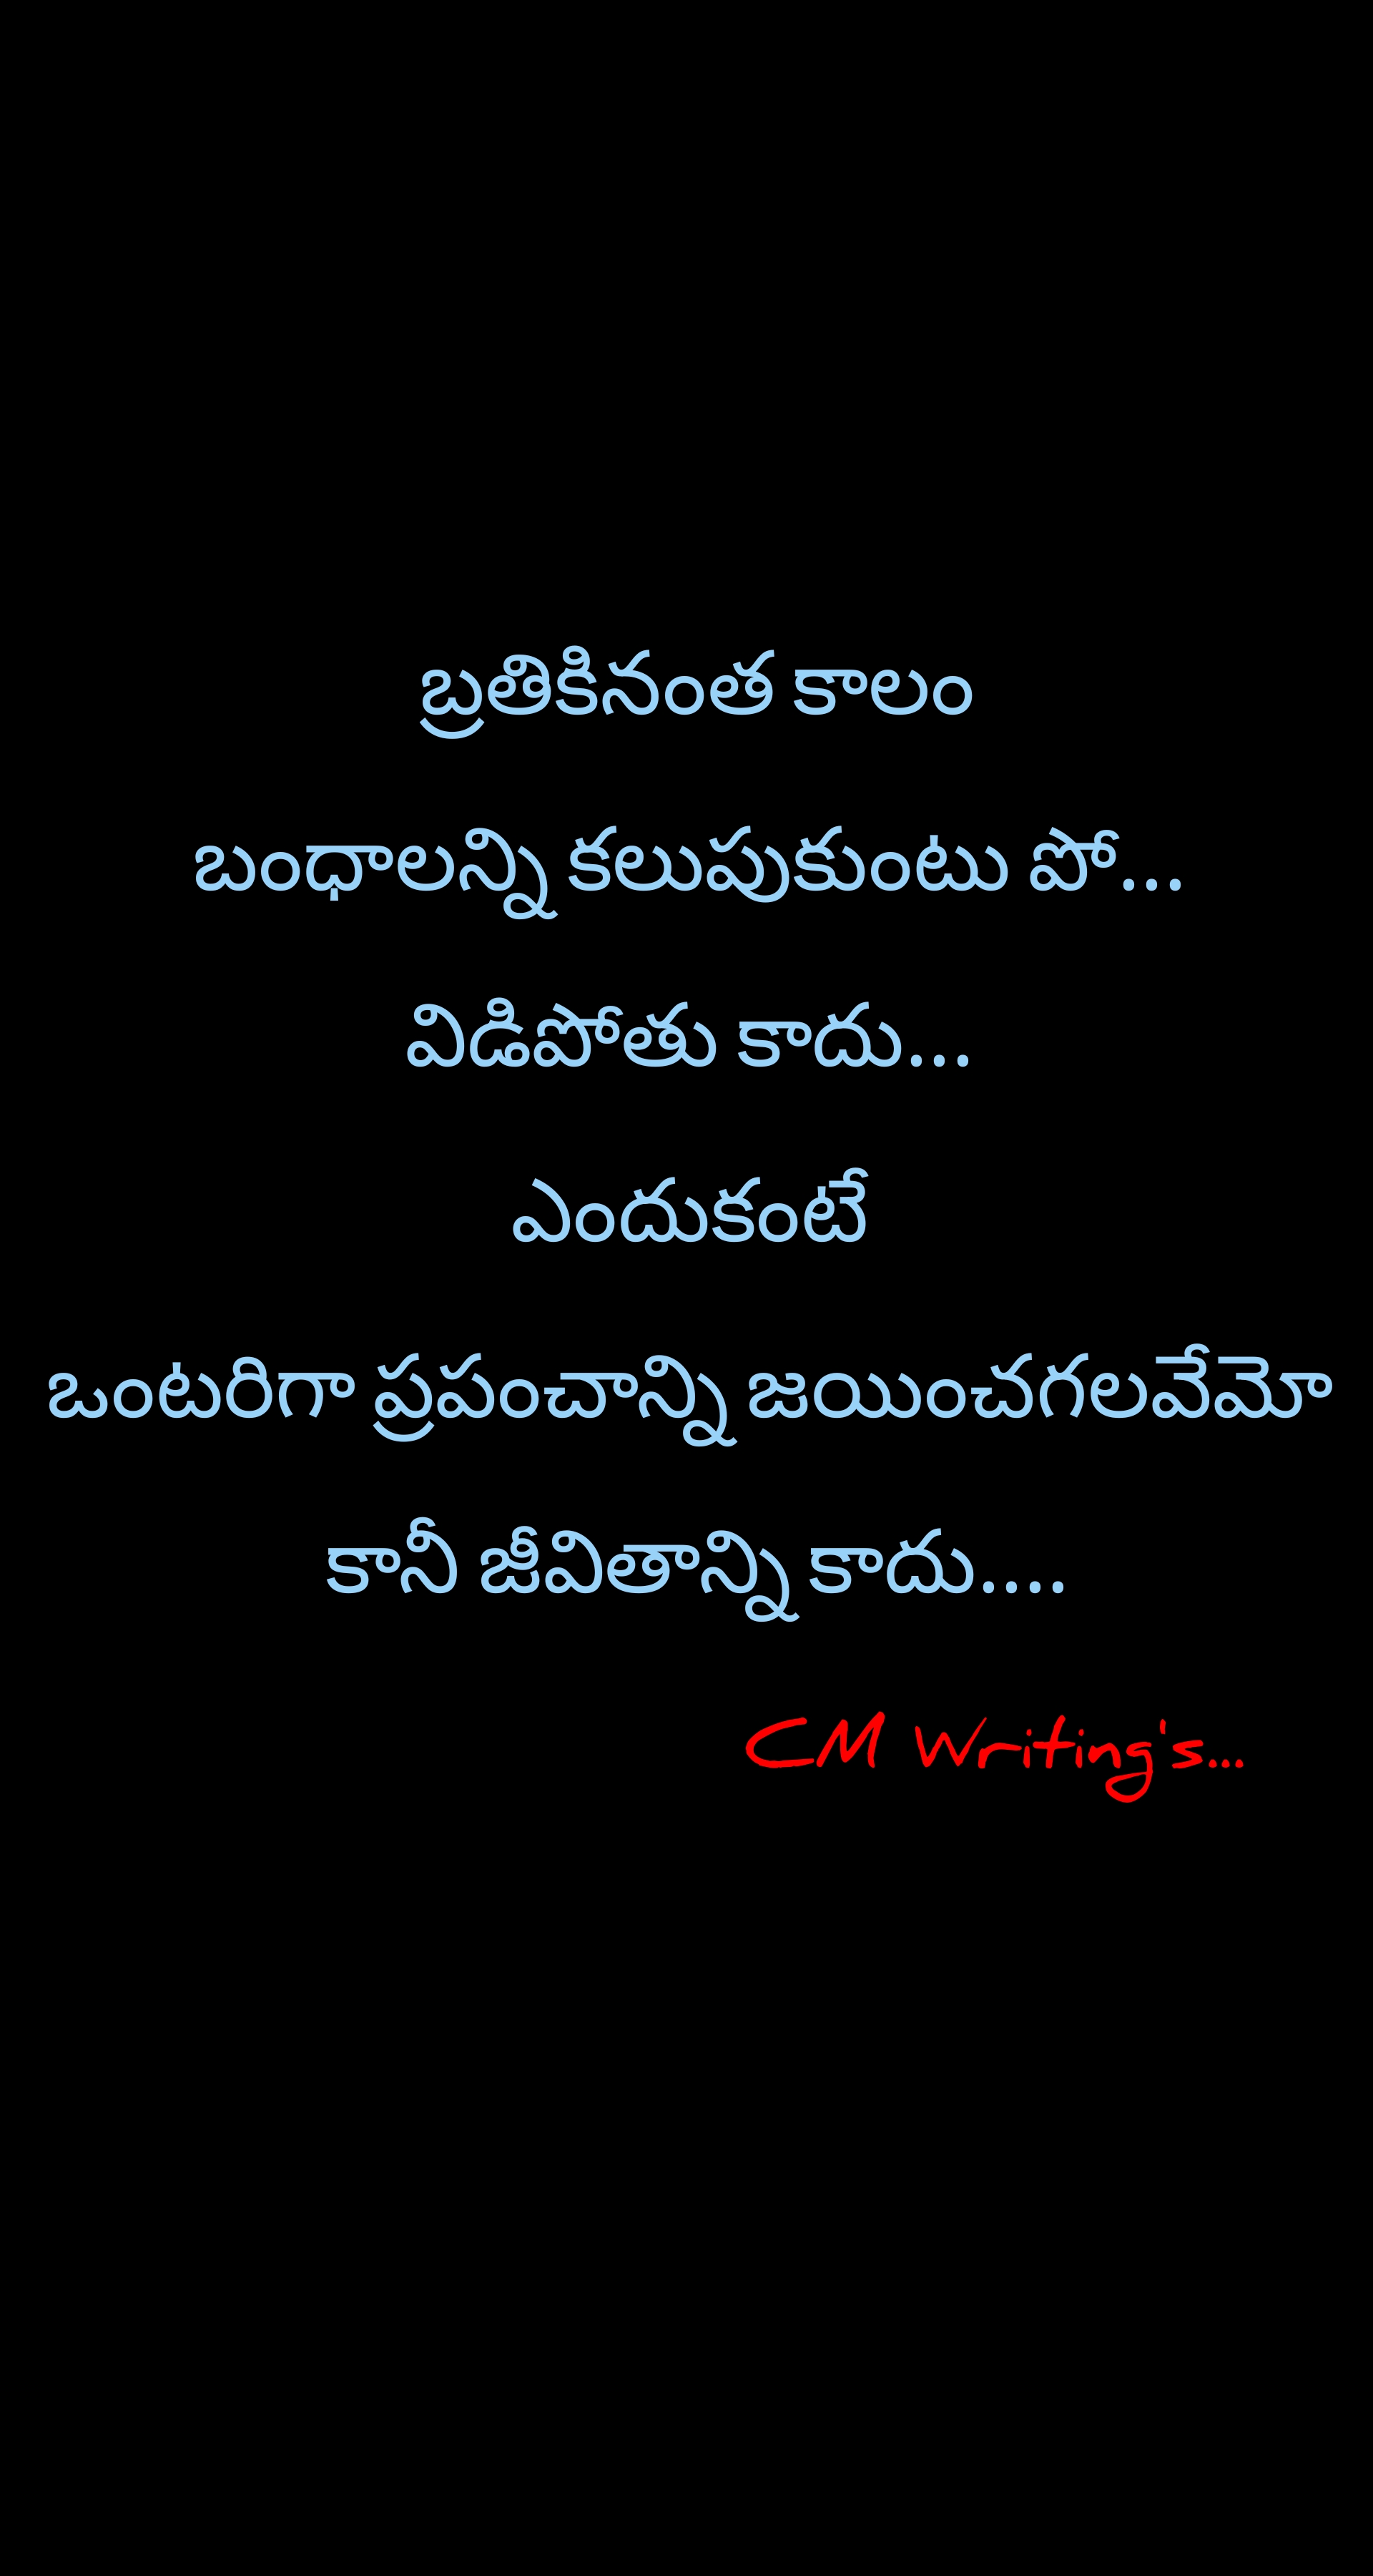 బ్రతికినంత కాలం
బంధాలన్ని కలుపుకుంటు పో...
విడిపోతు కాదు...
ఎందుకంటే
ఒంటరిగా ప్రపంచాన్ని జయించగలవేమో
కానీ జీవితాన్ని కాదు....
CM Writing's...